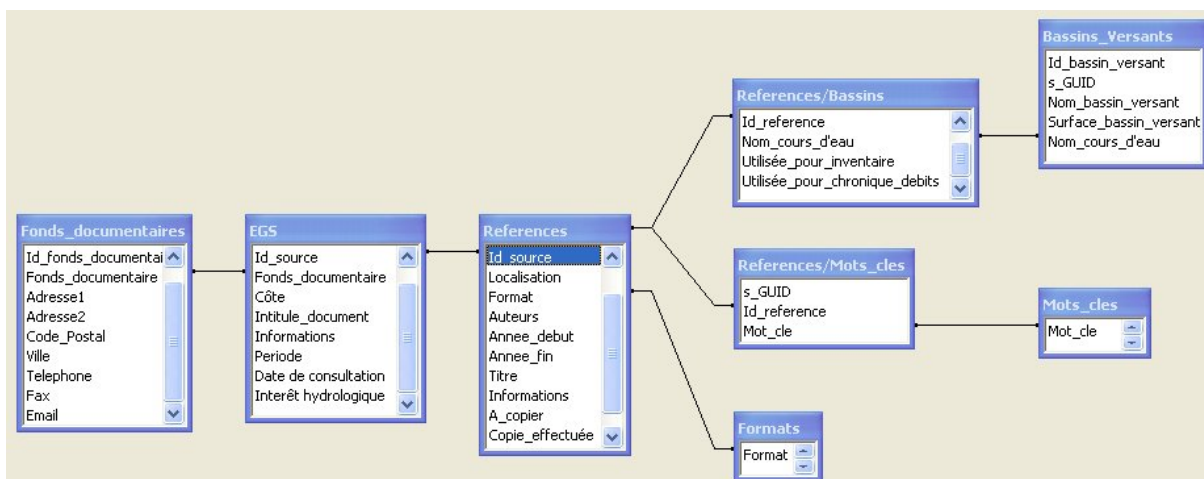 Fonds_documentaires
Id_fonds_documentai
Fonds_documentaire
Adresse1
Adresse2
Code_Postal
Ville
Telephone
Fax
Email
EGS
Id_source
Fonds_documentaire
Côte
Intitule_document
Informations
Periode
Date de consultation
Interêt hydrologique
References
Id_source
Localisation
Format
Auteurs
Annee_debut
Annee_fin
Titre
Informations
A_copier
Copie_effectuée
References/Bassins
Id_reference
Nom_cours_d'eau
Utilisée_pour_inventaire
Utilisée_pour_chronique_debits
Bassins_Versants
Id_bassin_versant
s_GUID
Nom_bassin_versant
Surface_bassin_versant
Nom_cours_d'eau
References/Mots_cles
s_GUID
Id_reference
Mot_cle
Mots_cles
Mot_cle
Formats
Format